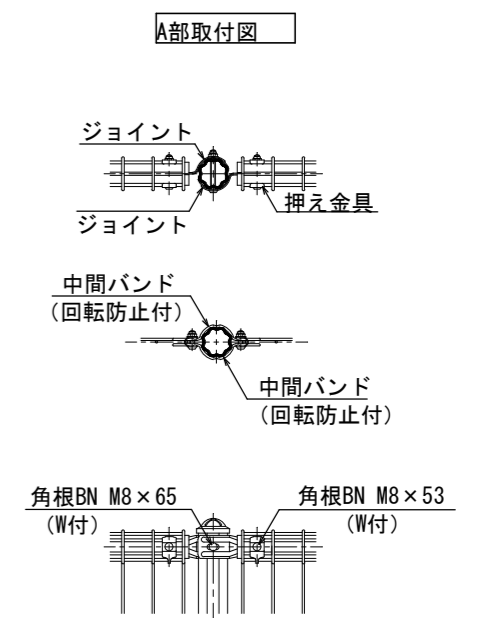 A部取付図
ジョイント
押え金具
ジョイント
中間バンド
(回転防止付)
中間バンド
(回転防止付)
角根BN M8×65
(W付)
角根BN M8×53
(W付)